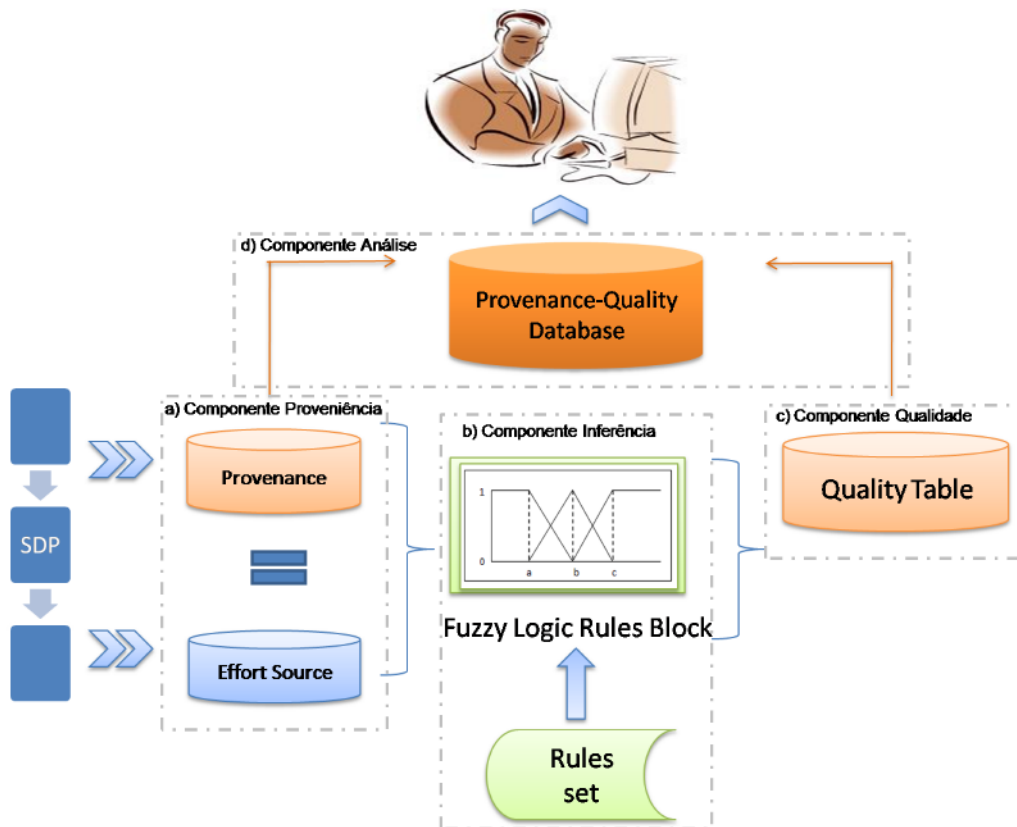 d) Componente Análise
Provenance-Quality
Database
a) Componente Proveniência
Provenance
SDP
Effort Source
b) Componente Inferência
1
0
a b c
Fuzzy Logic Rules Block
Rules
set
c) Componente Qualidade
Quality Table